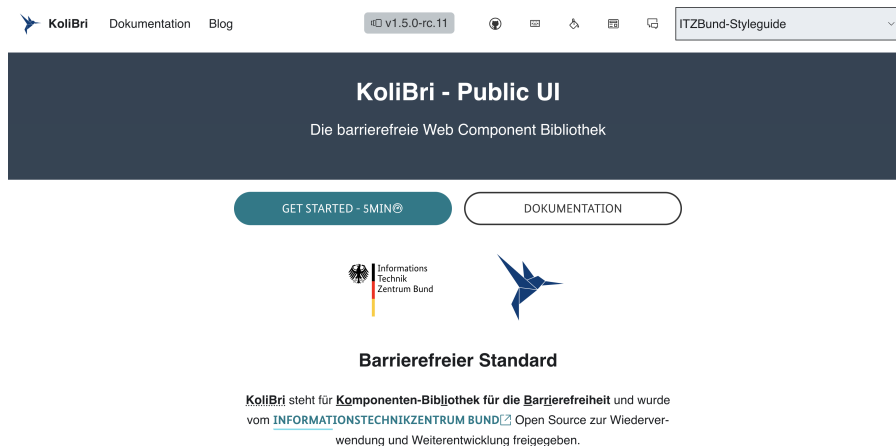 KoliBri Dokumentation Blog v1.5.0-rc.11 ITZBund-Styleguide
KoliBri - Public UI
Die barrierefreie Web Component Bibliothek
GET STARTED - 5MIN DOKUMENTATION
Informations
Technik
Zentrum Bund
Barrierefreier Standard
KoliBri steht für Komponenten-Bibliothek für die Barrierefreiheit und wurde
vom INFORMATIONSTECHNIKZENTRUM BUND Open Source zur Wiederver-
wendung und Weiterentwicklung freigegeben.